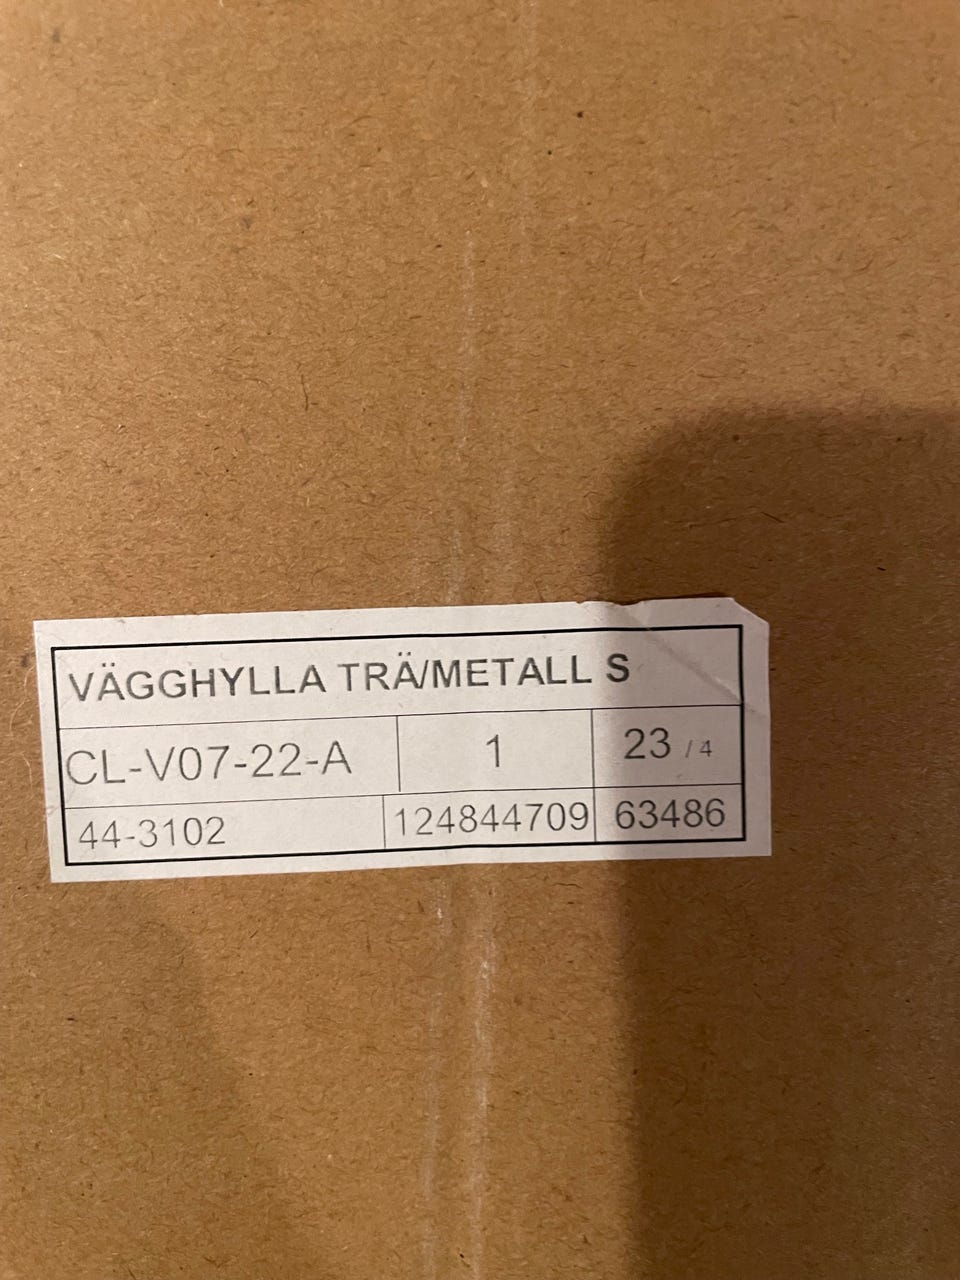 VÄGGHYLLA TRÄ/METALL S
CL-V07-22-A 1 23 / 4
44-3102 124844709 63486